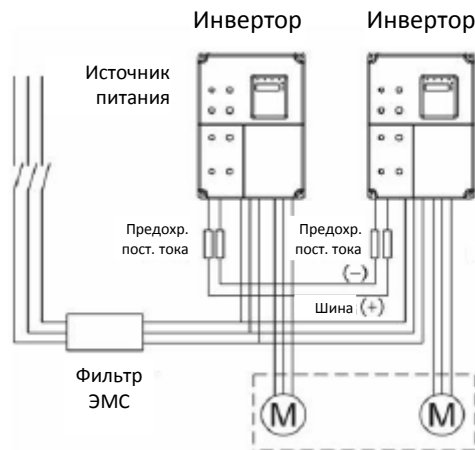 Инвертор
Инвертор
Источник
питания
Предохр.
пост. тока
Предохр.
пост. тока
(−)
Шина (+)
Фильтр
ЭМС
M
M